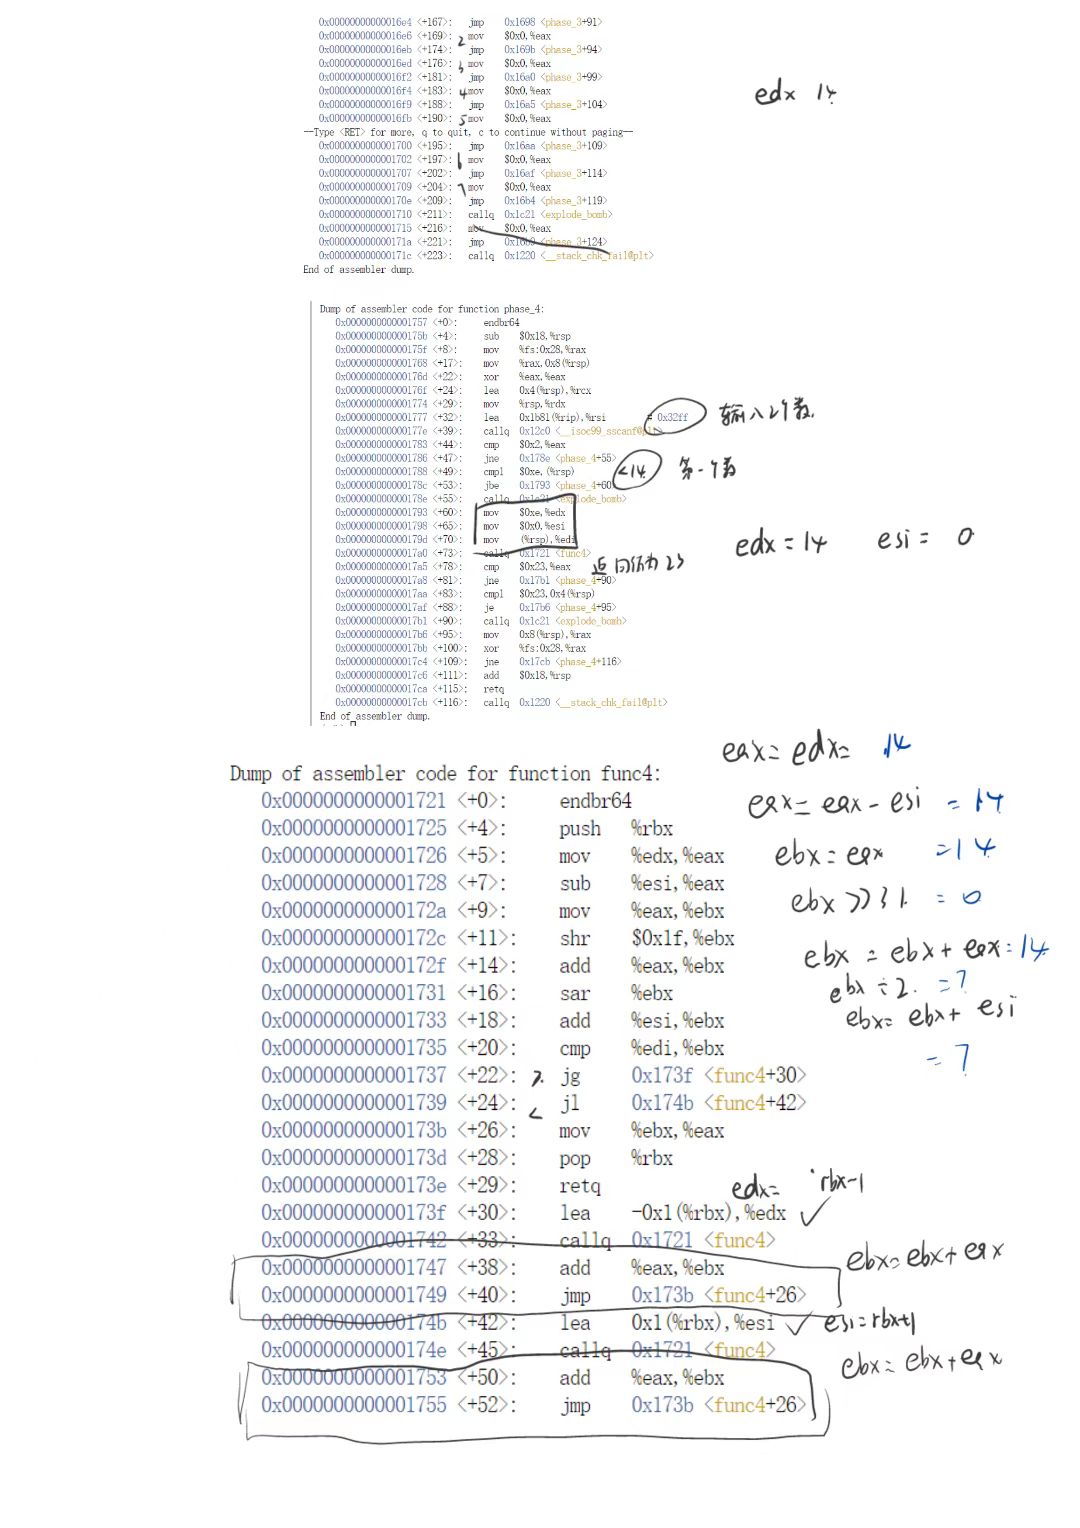 0x00000000000016e4 <+167>: jmp 0x1698 <phase_3+91>
0x00000000000016e6 <+169>: 2 mov $0x0,%eax
0x00000000000016eb <+174>: jmp 0x169b <phase_3+94>
0x00000000000016ed <+176>: 3 mov $0x0,%eax
0x00000000000016f2 <+181>: jmp 0x16a0 <phase_3+99>
0x00000000000016f4 <+183>: 4 mov $0x0,%eax
edx 14
0x00000000000016f9 <+188>: jmp 0x16a5 <phase_3+104>
0x00000000000016fb <+190>: 5 mov $0x0,%eax
--Type <RET> for more, q to quit, c to continue without paging--
0x0000000000001700 <+195>: jmp 0x16aa <phase_3+109>
0x0000000000001702 <+197>: 6 mov $0x0,%eax
0x0000000000001707 <+202>: jmp 0x16af <phase_3+114>
0x0000000000001709 <+204>: 7 mov $0x0,%eax
0x000000000000170e <+209>: jmp 0x16b4 <phase_3+119>
0x0000000000001710 <+211>: callq 0x1c21 <explode_bomb>
0x0000000000001715 <+216>: mov $0x0,%eax
0x000000000000171a <+221>: jmp 0x16b9 <phase_3+124>
0x000000000000171c <+223>: callq 0x1220 <__stack_chk_fail@plt>
End of assembler dump.
Dump of assembler code for function phase_4:
0x0000000000001757 <+0>: endbr64
0x000000000000175b <+4>: sub $0x18,%rsp
0x000000000000175f <+8>: mov %fs:0x28,%rax
0x0000000000001768 <+17>: mov %rax,0x8(%rsp)
0x000000000000176d <+22>: xor %eax,%eax
0x000000000000176f <+24>: lea 0x4(%rsp),%rcx
0x0000000000001774 <+29>: mov %rsp,%rdx
0x0000000000001777 <+32>: lea 0x1b81(%rip),%rsi # 0x32ff 输入2个数.
0x000000000000177e <+39>: callq 0x12c0 <__isoc99_sscanf@plt>
0x0000000000001783 <+44>: cmp $0x2,%eax
0x0000000000001786 <+47>: jne 0x178e <phase_4+55>
0x0000000000001788 <+49>: cmpl $0xe,(%rsp) <14. 第一个数
0x000000000000178c <+53>: jbe 0x1793 <phase_4+60>
0x000000000000178e <+55>: callq 0x1c21 <explode_bomb>
0x0000000000001793 <+60>: mov $0xe,%edx
0x0000000000001798 <+65>: mov $0x0,%esi
0x000000000000179d <+70>: mov (%rsp),%edi
edx = 14 esi = 0
0x00000000000017a0 <+73>: callq 0x1721 <func4>
0x00000000000017a5 <+78>: cmp $0x23,%eax 返回值为23
0x00000000000017a8 <+81>: jne 0x17b1 <phase_4+90>
0x00000000000017aa <+83>: cmpl $0x23,0x4(%rsp)
0x00000000000017af <+88>: je 0x17b6 <phase_4+95>
0x00000000000017b1 <+90>: callq 0x1c21 <explode_bomb>
0x00000000000017b6 <+95>: mov 0x8(%rsp),%rax
0x00000000000017bb <+100>: xor %fs:0x28,%rax
0x00000000000017c4 <+109>: jne 0x17cb <phase_4+116>
0x00000000000017c6 <+111>: add $0x18,%rsp
0x00000000000017ca <+115>: retq
0x00000000000017cb <+116>: callq 0x1220 <__stack_chk_fail@plt>
End of assembler dump.
eax = edx = 14
Dump of assembler code for function func4:
0x0000000000001721 <+0>: endbr64
eax = eax - esi = 14
0x0000000000001725 <+4>: push %rbx
0x0000000000001726 <+5>: mov %edx,%eax
ebx = eax = 14
0x0000000000001728 <+7>: sub %esi,%eax
0x000000000000172a <+9>: mov %eax,%ebx
ebx >> 31. = 0
0x000000000000172c <+11>: shr $0x1f,%ebx
ebx = ebx + eax = 14
0x000000000000172f <+14>: add %eax,%ebx
0x0000000000001731 <+16>: sar %ebx
ebx ÷ 2. = 7
0x0000000000001733 <+18>: add %esi,%ebx
ebx = ebx + esi
0x0000000000001735 <+20>: cmp %edi,%ebx
= 7
0x0000000000001737 <+22>: > jg 0x173f <func4+30>
0x0000000000001739 <+24>: < jl 0x174b <func4+42>
0x000000000000173b <+26>: mov %ebx,%eax
0x000000000000173d <+28>: pop %rbx
0x000000000000173e <+29>: retq
edx = rbx-1
0x000000000000173f <+30>: lea -0x1(%rbx),%edx ✓
0x0000000000001742 <+33>: callq 0x1721 <func4>
0x0000000000001747 <+38>: add %eax,%ebx
ebx = ebx + eax
0x0000000000001749 <+40>: jmp 0x173b <func4+26>
0x000000000000174b <+42>: lea 0x1(%rbx),%esi ✓ esi = rbx+1
0x000000000000174e <+45>: callq 0x1721 <func4>
ebx = ebx + eax
0x0000000000001753 <+50>: add %eax,%ebx
0x0000000000001755 <+52>: jmp 0x173b <func4+26>